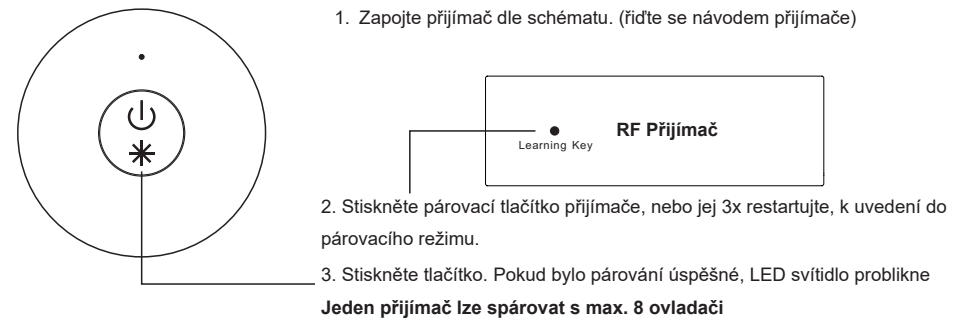 1. Zapojte přijímač dle schématu. (řiďte se návodem přijímače)
RF Přijímač
Learning Key
2. Stiskněte párovací tlačítko přijímače, nebo jej 3x restartujte, k uvedení do
párovacího režimu.
3. Stiskněte tlačítko. Pokud bylo párování úspěšné, LED svítidlo problikne
Jeden přijímač lze spárovat s max. 8 ovladači